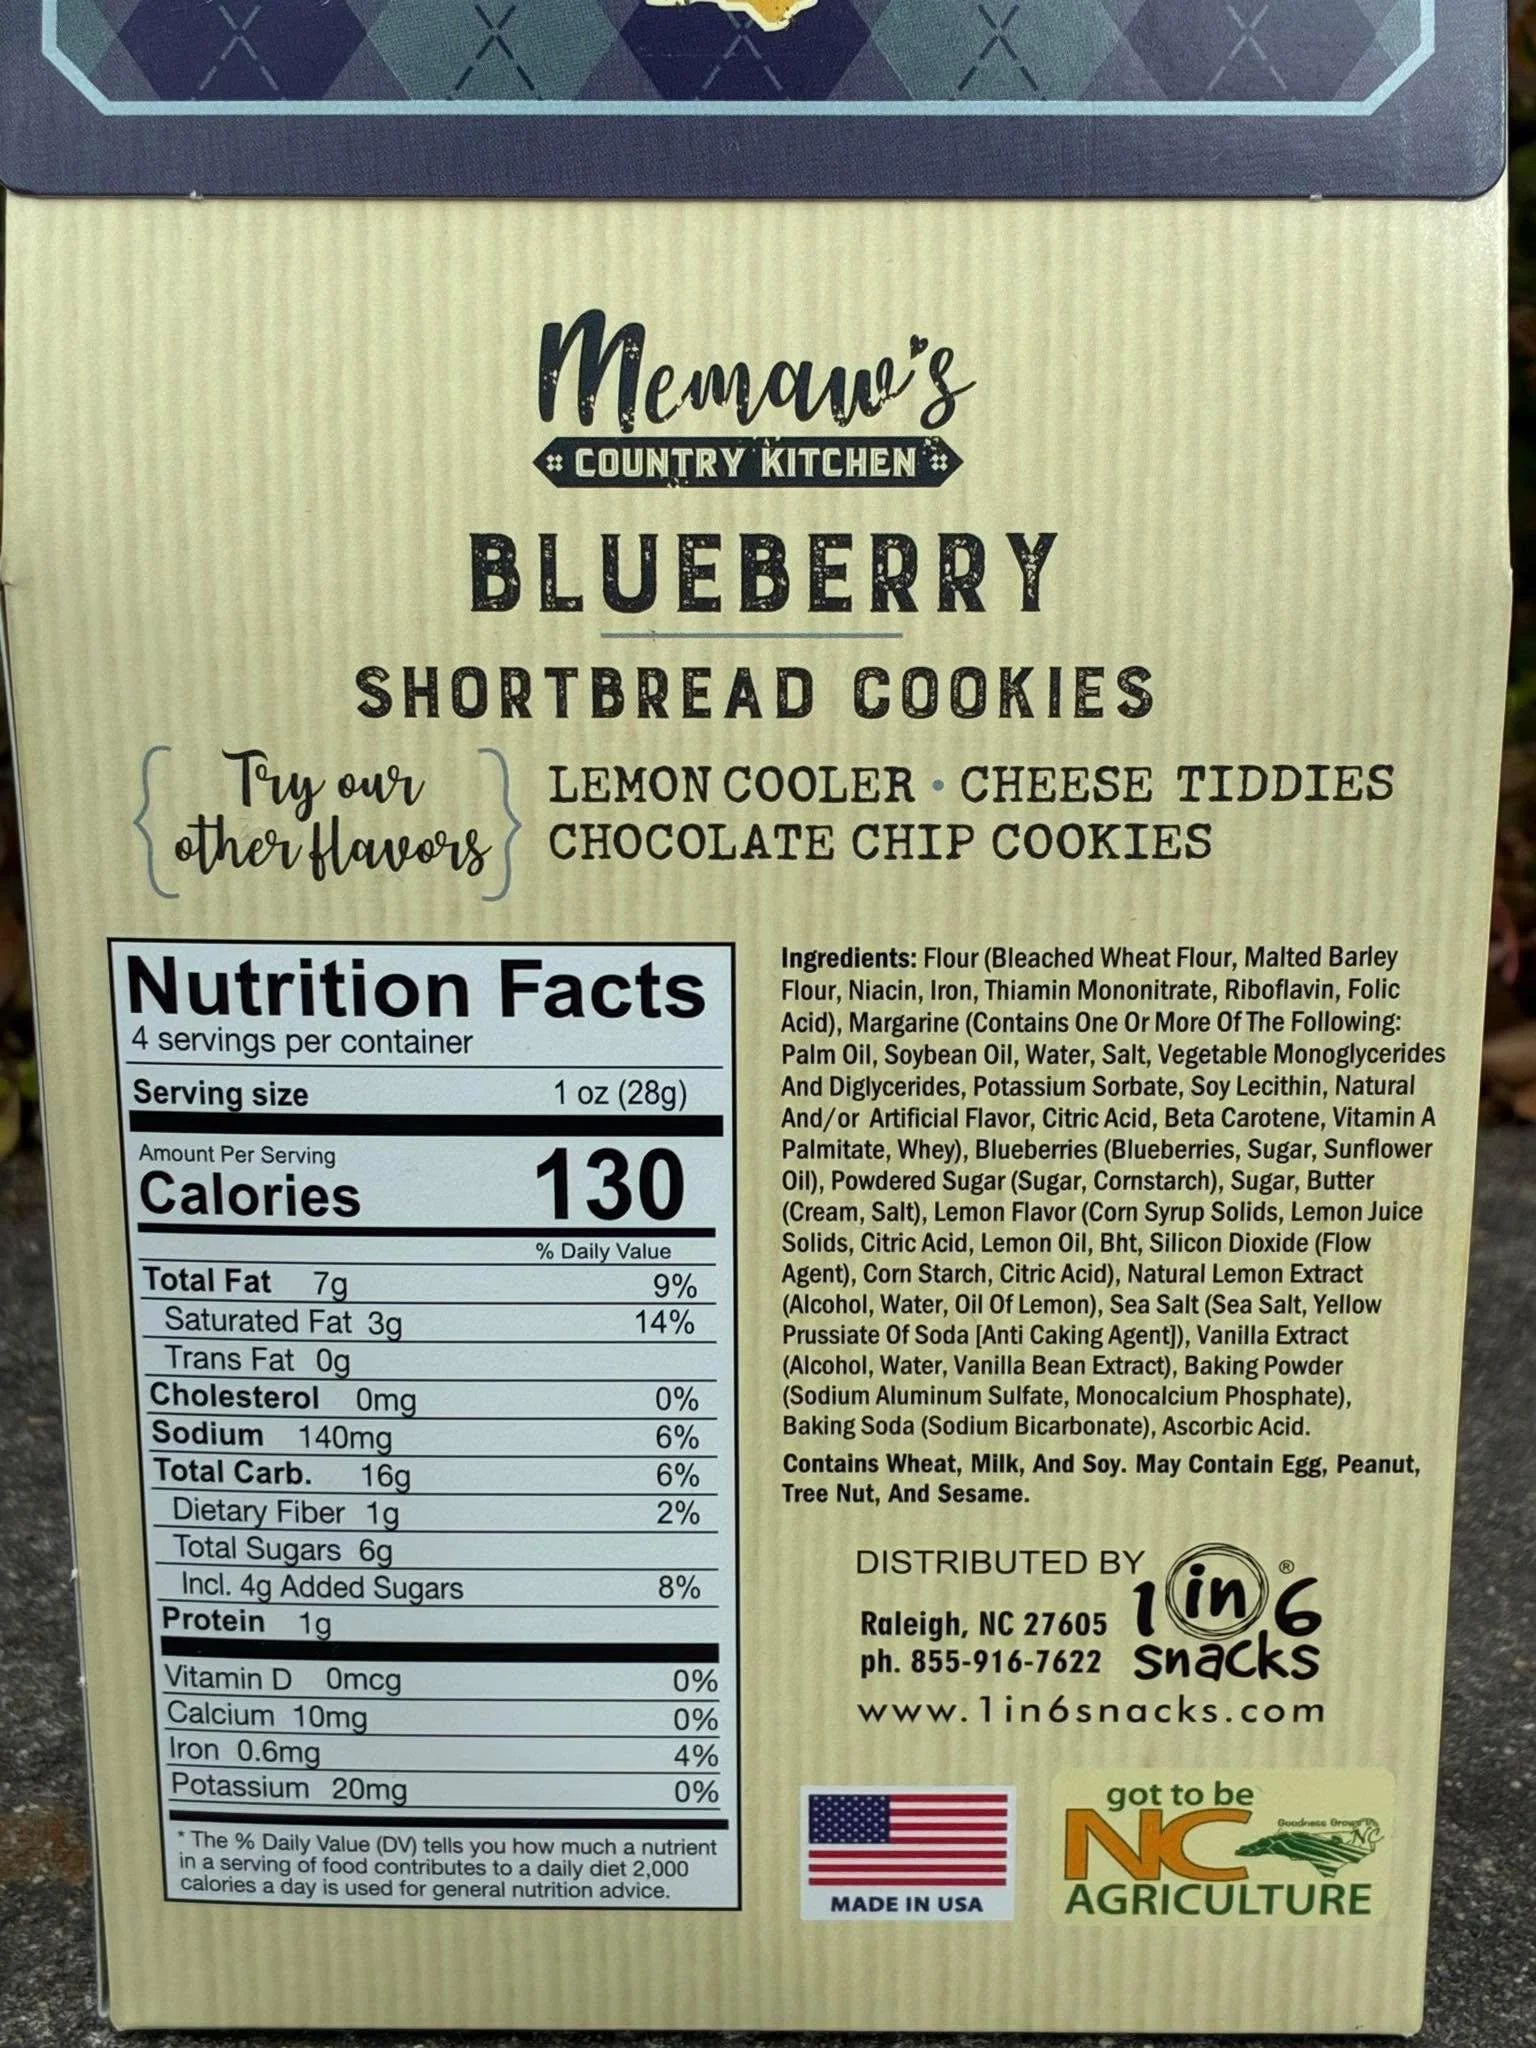 Memaw's
COUNTRY KITCHEN
BLUEBERRY
SHORTBREAD COOKIES
Try our
other flavors
LEMON COOLER • CHEESE TIDDIES
CHOCOLATE CHIP COOKIES
Nutrition Facts
4 servings per container
Serving size 1 oz (28g)
Amount Per Serving
Calories 130
% Daily Value
Total Fat 7g 9%
Saturated Fat 3g 14%
Trans Fat 0g
Cholesterol 0mg 0%
Sodium 140mg 6%
Total Carb. 16g 6%
Dietary Fiber 1g 2%
Total Sugars 6g
Incl. 4g Added Sugars 8%
Protein 1g
Vitamin D 0mcg 0%
Calcium 10mg 0%
Iron 0.6mg 4%
Potassium 20mg 0%
* The % Daily Value (DV) tells you how much a nutrient
in a serving of food contributes to a daily diet 2,000
calories a day is used for general nutrition advice.
Ingredients: Flour (Bleached Wheat Flour, Malted Barley
Flour, Niacin, Iron, Thiamin Mononitrate, Riboflavin, Folic
Acid), Margarine (Contains One Or More Of The Following:
Palm Oil, Soybean Oil, Water, Salt, Vegetable Monoglycerides
And Diglycerides, Potassium Sorbate, Soy Lecithin, Natural
And/or Artificial Flavor, Citric Acid, Beta Carotene, Vitamin A
Palmitate, Whey), Blueberries (Blueberries, Sugar, Sunflower
Oil), Powdered Sugar (Sugar, Cornstarch), Sugar, Butter
(Cream, Salt), Lemon Flavor (Corn Syrup Solids, Lemon Juice
Solids, Citric Acid, Lemon Oil, Bht, Silicon Dioxide (Flow
Agent), Corn Starch, Citric Acid), Natural Lemon Extract
(Alcohol, Water, Oil Of Lemon), Sea Salt (Sea Salt, Yellow
Prussiate Of Soda [Anti Caking Agent]), Vanilla Extract
(Alcohol, Water, Vanilla Bean Extract), Baking Powder
(Sodium Aluminum Sulfate, Monocalcium Phosphate),
Baking Soda (Sodium Bicarbonate), Ascorbic Acid.
Contains Wheat, Milk, And Soy. May Contain Egg, Peanut,
Tree Nut, And Sesame.
DISTRIBUTED BY
Raleigh, NC 27605
ph. 855-916-7622
1 in 6 ®
snacks
www.1in6snacks.com
MADE IN USA
got to be
NC
Goodness Grows In
NC
AGRICULTURE